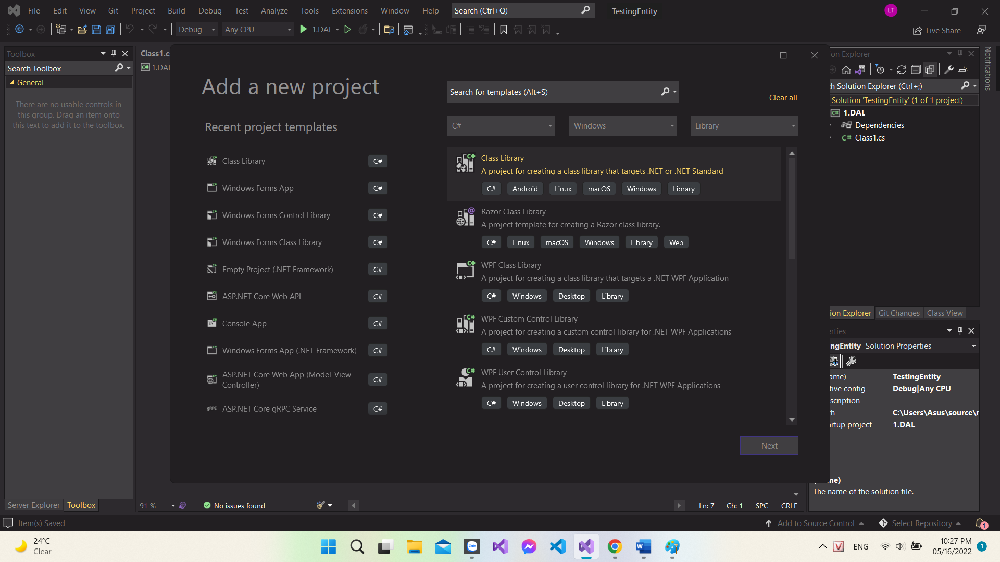 File Edit View Git Project Build Debug Test Analyze Tools Extensions Window Help Search (Ctrl+Q) TestingEntity LT
Debug Any CPU 1.DAL Live Share
Toolbox
Search Toolbox
General
There are no usable controls in
this group. Drag an item onto
this text to add it to the toolbox.
Class1.c
C# 1.DAL
Add a new project
Search for templates (Alt+S)
Clear all
C# Windows Library
Recent project templates
Class Library C#
Windows Forms App C#
Windows Forms Control Library C#
Windows Forms Class Library C#
Empty Project (.NET Framework) C#
ASP.NET Core Web API C#
Console App C#
Windows Forms App (.NET Framework) C#
ASP.NET Core Web App (Model-View-
Controller) C#
gRPC ASP.NET Core gRPC Service C#
Class Library
A project for creating a class library that targets .NET or .NET Standard
C# Android Linux macOS Windows Library
Razor Class Library
A project template for creating a Razor class library.
C# Linux macOS Windows Library Web
WPF Class Library
A project for creating a class library that targets a .NET WPF Application
C# Windows Desktop Library
WPF Custom Control Library
A project for creating a custom control library for .NET WPF Applications
C# Windows Desktop Library
WPF User Control Library
A project for creating a user control library for .NET WPF Applications
C# Windows Desktop Library
Next
on Explorer
Notifications
h Solution Explorer (Ctrl+;)
Solution 'TestingEntity' (1 of 1 project)
C# 1.DAL
Dependencies
C# Class1.cs
ion Explorer Git Changes Class View
erties
ngEntity Solution Properties
ame) TestingEntity
tive config Debug|Any CPU
scription
th C:\Users\Asus\source\r
artup project 1.DAL
me)
The name of the solution file.
Server Explorer Toolbox
91 % No issues found Ln: 7 Ch: 1 SPC CRLF
Item(s) Saved Add to Source Control Select Repository 1
24°C
Clear
Zalo
W
V ENG
10:27 PM
05/16/2022 1